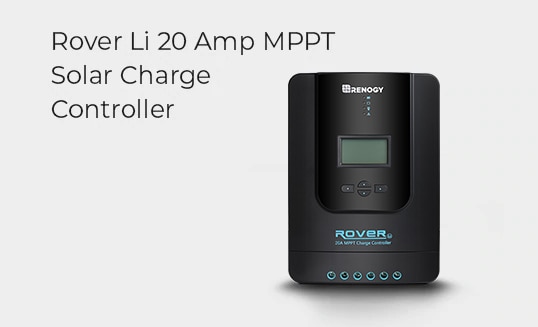 Rover Li 20 Amp MPPT
Solar Charge
Controller
RENOGY
ROVER Li
20A MPPT Charge Controller